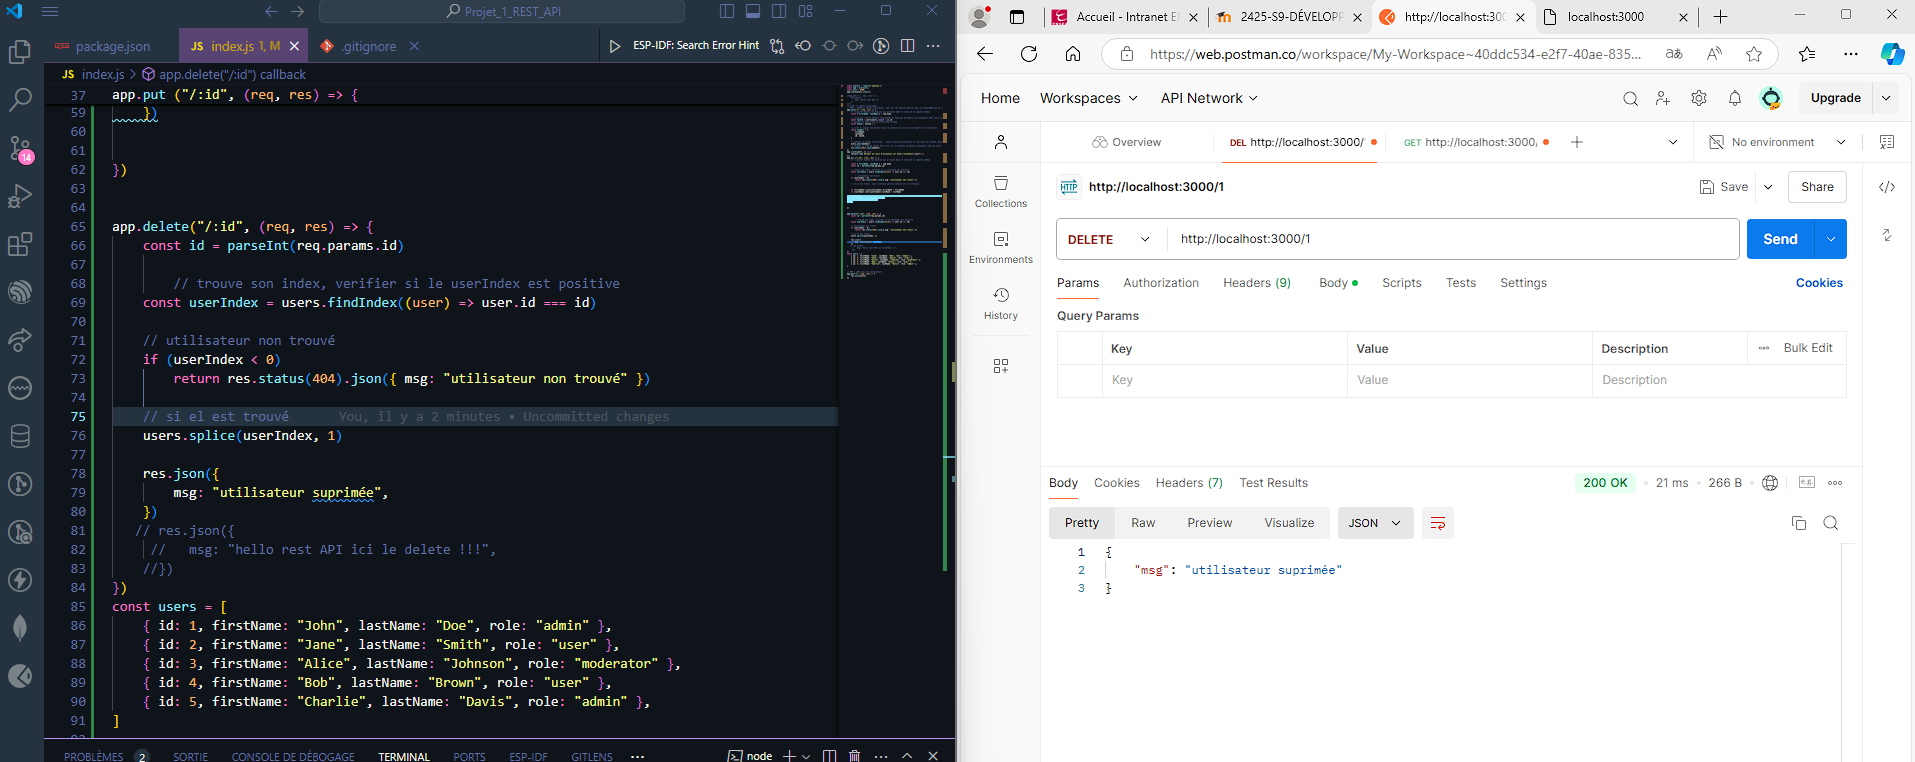 Projet_1_REST_API
package.json
JS index.js 1, M
.gitignore
ESP-IDF: Search Error Hint
JS index.js > app.delete("/:id") callback
37 app.put ("/:id", (req, res) => {
59 })
60
61
62 })
63
64
65 app.delete("/:id", (req, res) => {
66 const id = parseInt(req.params.id)
67
68 // trouve son index, verifier si le userIndex est positive
69 const userIndex = users.findIndex((user) => user.id === id)
70
71 // utilisateur non trouvé
72 if (userIndex < 0)
73 return res.status(404).json({ msg: "utilisateur non trouvé" })
74
75 // si el est trouvé You, il y a 2 minutes • Uncommitted changes
76 users.splice(userIndex, 1)
77
78 res.json({
79 msg: "utilisateur suprimée",
80 })
81 // res.json({
82 // msg: "hello rest API ici le delete !!!",
83 //})
84 })
85 const users = [
86 { id: 1, firstName: "John", lastName: "Doe", role: "admin" },
87 { id: 2, firstName: "Jane", lastName: "Smith", role: "user" },
88 { id: 3, firstName: "Alice", lastName: "Johnson", role: "moderator" },
89 { id: 4, firstName: "Bob", lastName: "Brown", role: "user" },
90 { id: 5, firstName: "Charlie", lastName: "Davis", role: "admin" },
91 ]
14
PROBLÈMES 2 SORTIE CONSOLE DE DÉBOGAGE TERMINAL PORTS ESP-IDF GITLENS
node
Accueil - Intranet
2425-S9-DÉVELOPP
http://localhost:300
localhost:3000
https://web.postman.co/workspace/My-Workspace~40ddc534-e2f7-40ae-835...
Home Workspaces API Network
Upgrade
Overview
DEL http://localhost:3000/
GET http://localhost:3000/
No environment
HTTP http://localhost:3000/1
Save
Share
Collections
Environments
History
DELETE
http://localhost:3000/1
Send
Params Authorization Headers (9) Body Scripts Tests Settings
Cookies
Query Params
Key Value Description Bulk Edit
Key Value Description
Body Cookies Headers (7) Test Results
200 OK • 21 ms • 266 B
e.g.
Pretty Raw Preview Visualize JSON
1 {
2 "msg": "utilisateur suprimée"
3 }